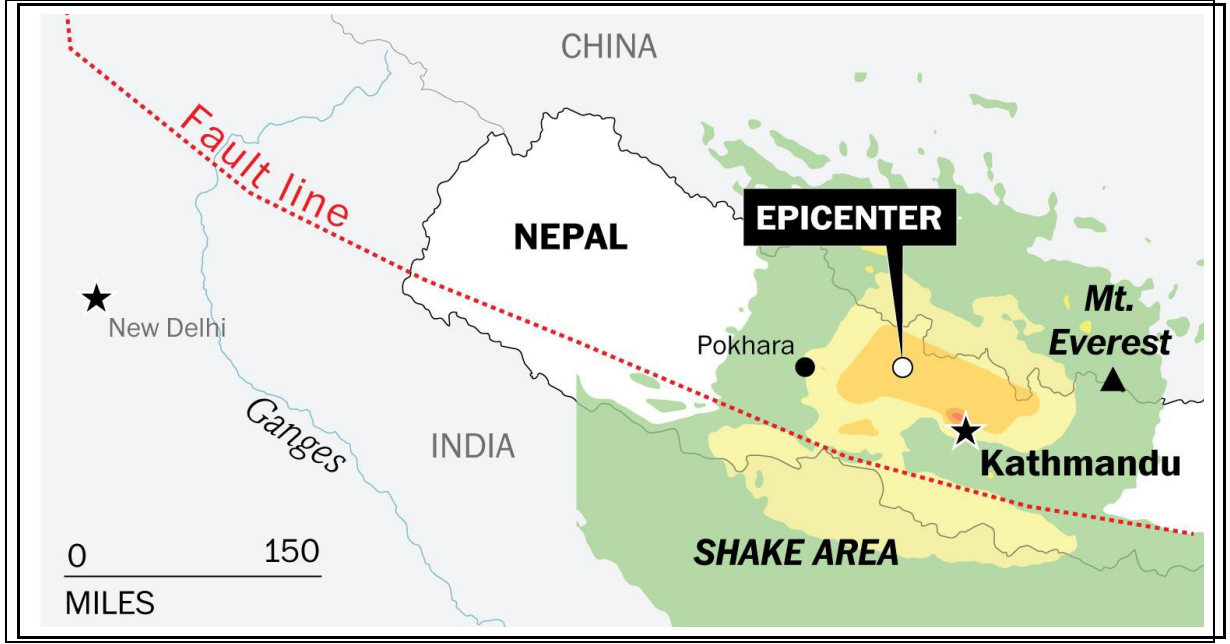 CHINA
Fault line
NEPAL
EPICENTER
Mt.
Everest
New Delhi
Pokhara
Ganges
INDIA
Kathmandu
SHAKE AREA
0 150
MILES